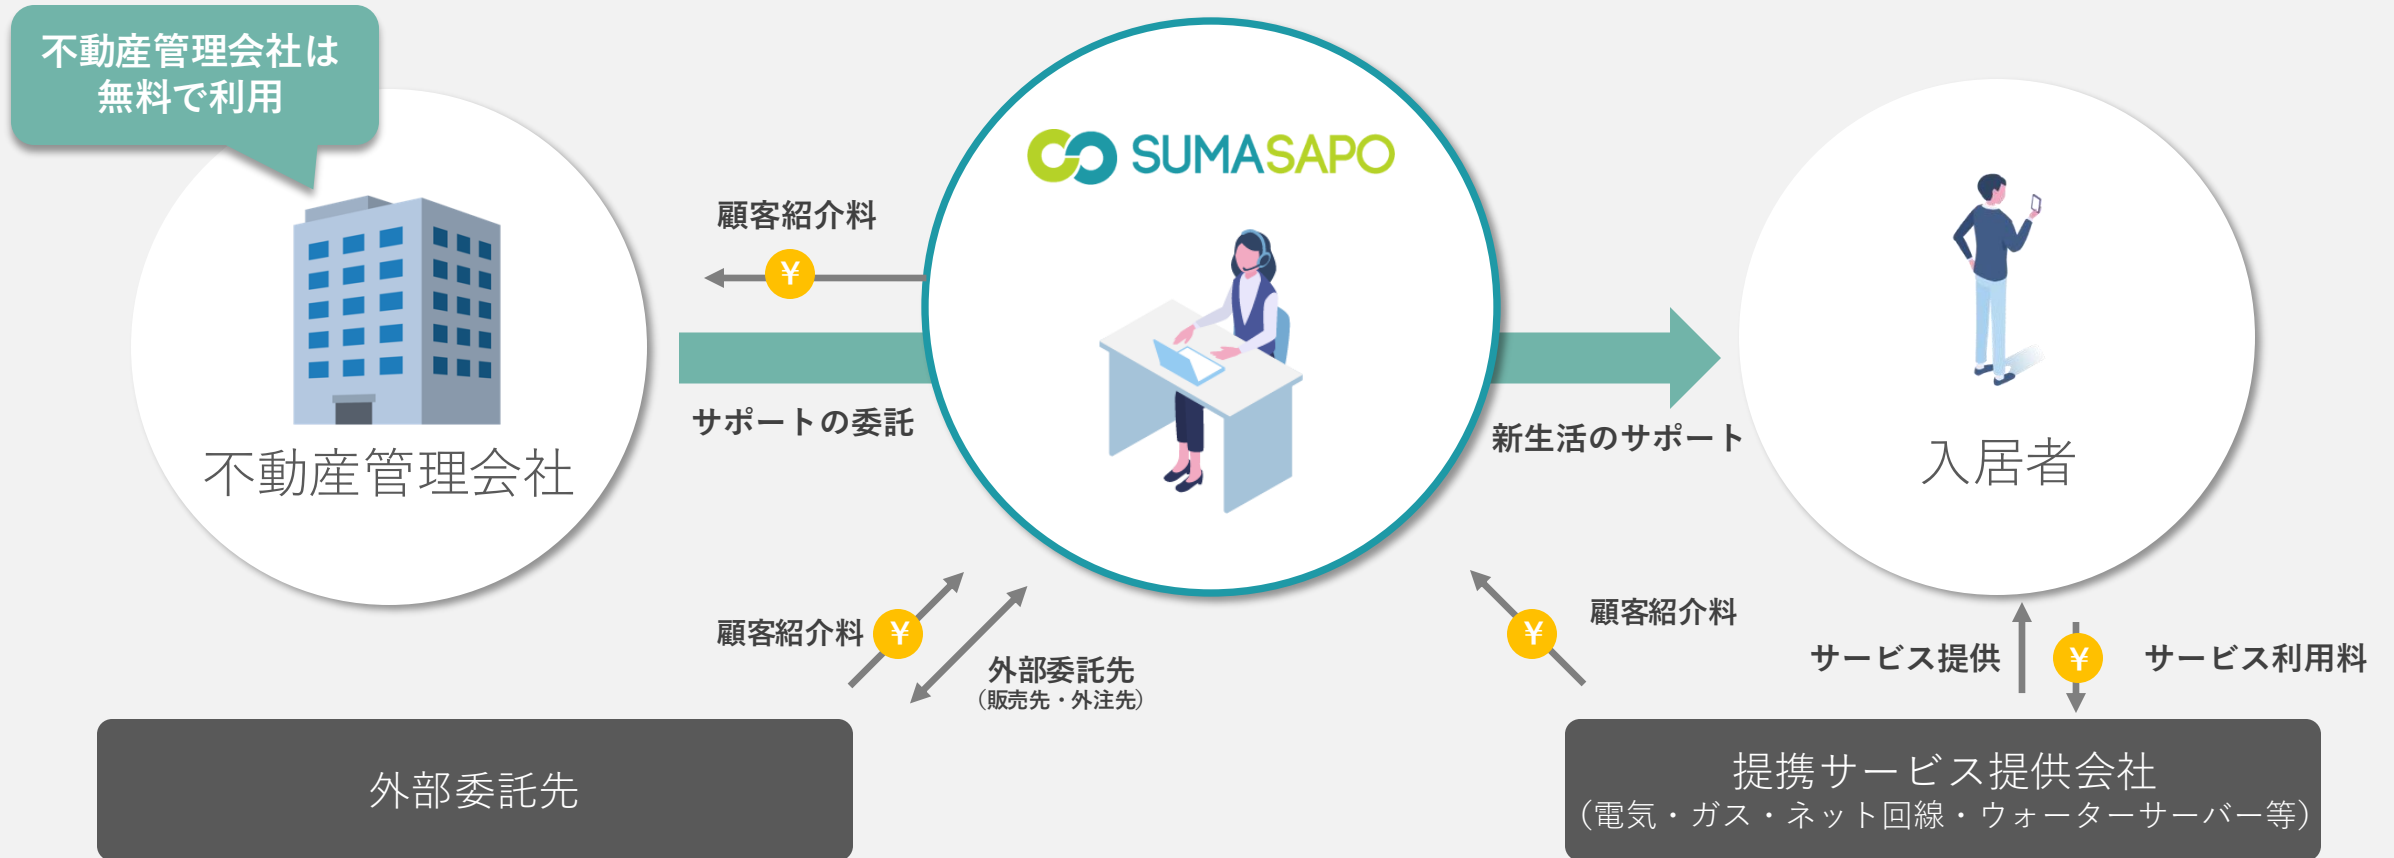 不動産管理会社は
無料で利用
SUMASAPO
顧客紹介料
¥
サポートの委託
不動産管理会社
新生活のサポート
入居者
顧客紹介料
¥
外部委託先
（販売先・外注先）
¥
顧客紹介料
サービス提供
¥
サービス利用料
外部委託先
提携サービス提供会社
（電気・ガス・ネット回線・ウォーターサーバー等）